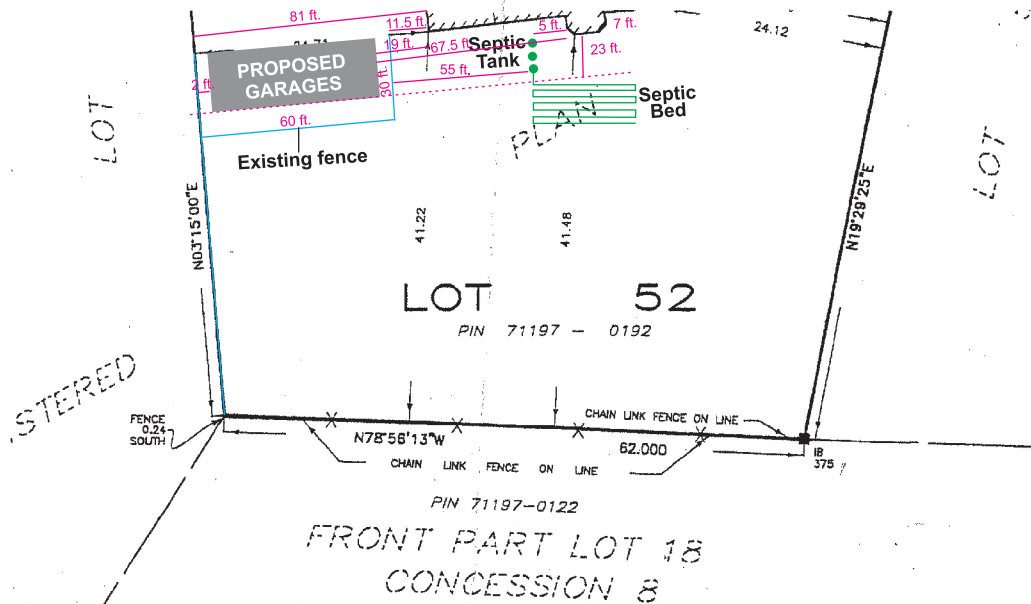 81 ft.
11.5 ft.
5 ft.
7 ft.
24.12
24.71
19 ft.
67.5 ft.
Septic
Tank
23 ft.
PROPOSED
GARAGES
2 ft.
30 ft.
55 ft.
Septic
Bed
60 ft.
PLAN
LOT
LOT
Existing fence
N03°15'00"E
41.22
41.48
N19°29'25"E
LOT 52
PIN 71197 - 0192
STERED
FENCE
0.24
SOUTH
CHAIN LINK FENCE ON LINE
N78°56'13"W
62.000
IB
375
CHAIN LINK FENCE ON LINE
PIN 71197-0122
FRONT PART LOT 18
CONCESSION 8